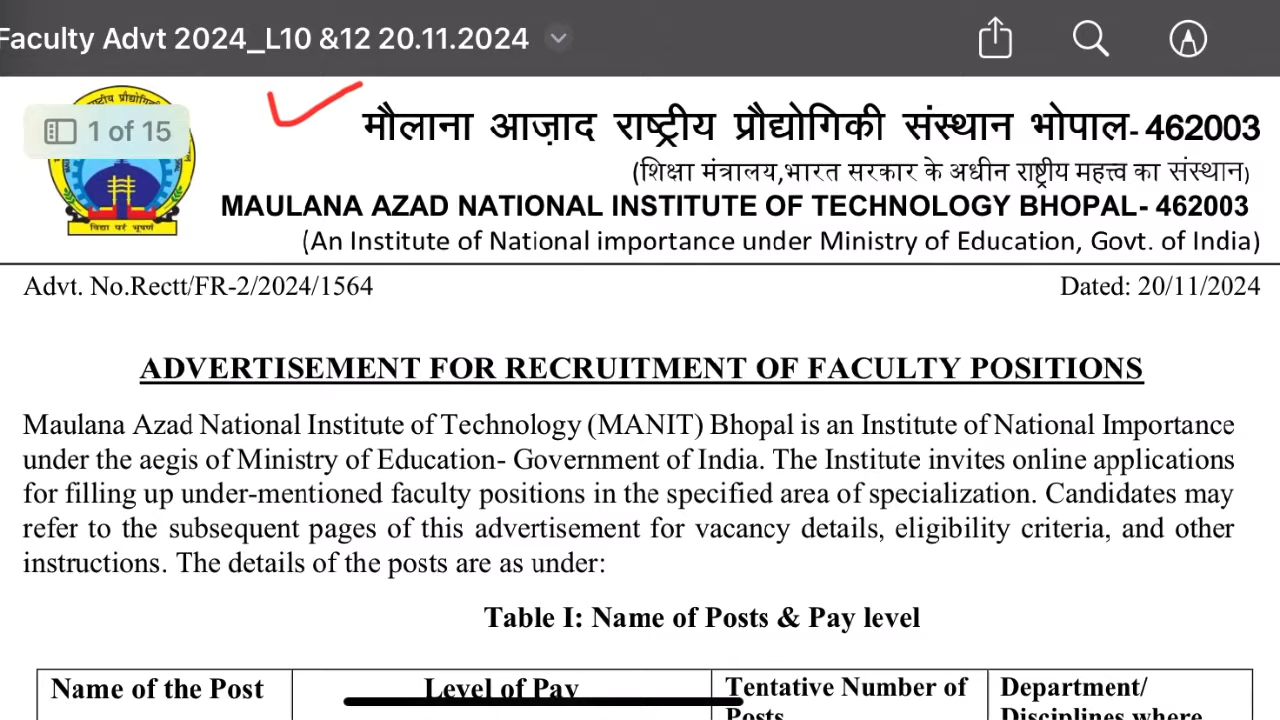 Faculty Advt 2024_L10 &12 20.11.2024
1 of 15
मौलाना आज़ाद राष्ट्रीय प्रौद्योगिकी संस्थान भोपाल- 462003
(शिक्षा मंत्रालय,भारत सरकार के अधीन राष्ट्रीय महत्त्व का संस्थान)
MAULANA AZAD NATIONAL INSTITUTE OF TECHNOLOGY BHOPAL- 462003
(An Institute of National importance under Ministry of Education, Govt. of India)
विद्या परं भूषणं
Advt. No.Rectt/FR-2/2024/1564
Dated: 20/11/2024
ADVERTISEMENT FOR RECRUITMENT OF FACULTY POSITIONS
Maulana Azad National Institute of Technology (MANIT) Bhopal is an Institute of National Importance
under the aegis of Ministry of Education- Government of India. The Institute invites online applications
for filling up under-mentioned faculty positions in the specified area of specialization. Candidates may
refer to the subsequent pages of this advertisement for vacancy details, eligibility criteria, and other
instructions. The details of the posts are as under:
Table I: Name of Posts & Pay level
Name of the Post
Level of Pay
Tentative Number of
Posts
Department/
Disciplines where